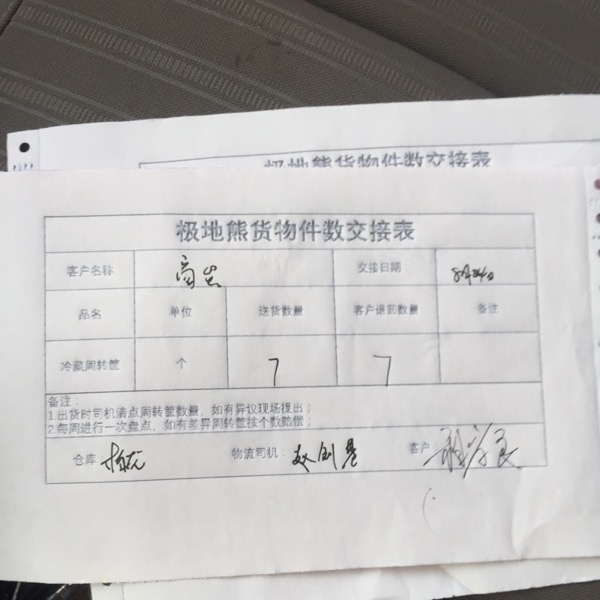 极地熊货物件数交接表
极地熊货物件数交接表
客户名称 交接日期
品名 单位 送货数量 客户退回数量 备注
冷藏周转筐 个 7 7
备注：
1.出货时司机清点周转筐数量，如有异议现场提出；
2.每周进行一次盘点，如有差异周转筐按个数赔偿；
仓库： 物流司机： 客户：